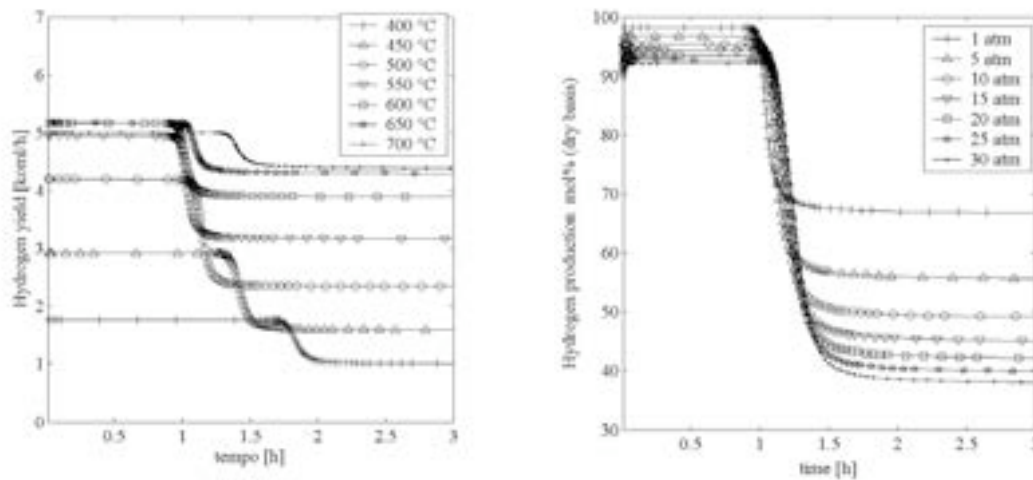 7
6
5
4
3
2
1
0
Hydrogen yield [koml/h]
0.5 1 1.5 2 2.5 3
tempo [h]
400 °C
450 °C
500 °C
550 °C
600 °C
650 °C
700 °C
100
90
80
70
60
50
40
30
Hydrogen production mol% (dry basis)
0.5 1 1.5 2 2.5 3
time [h]
1 atm
5 atm
10 atm
15 atm
20 atm
25 atm
30 atm